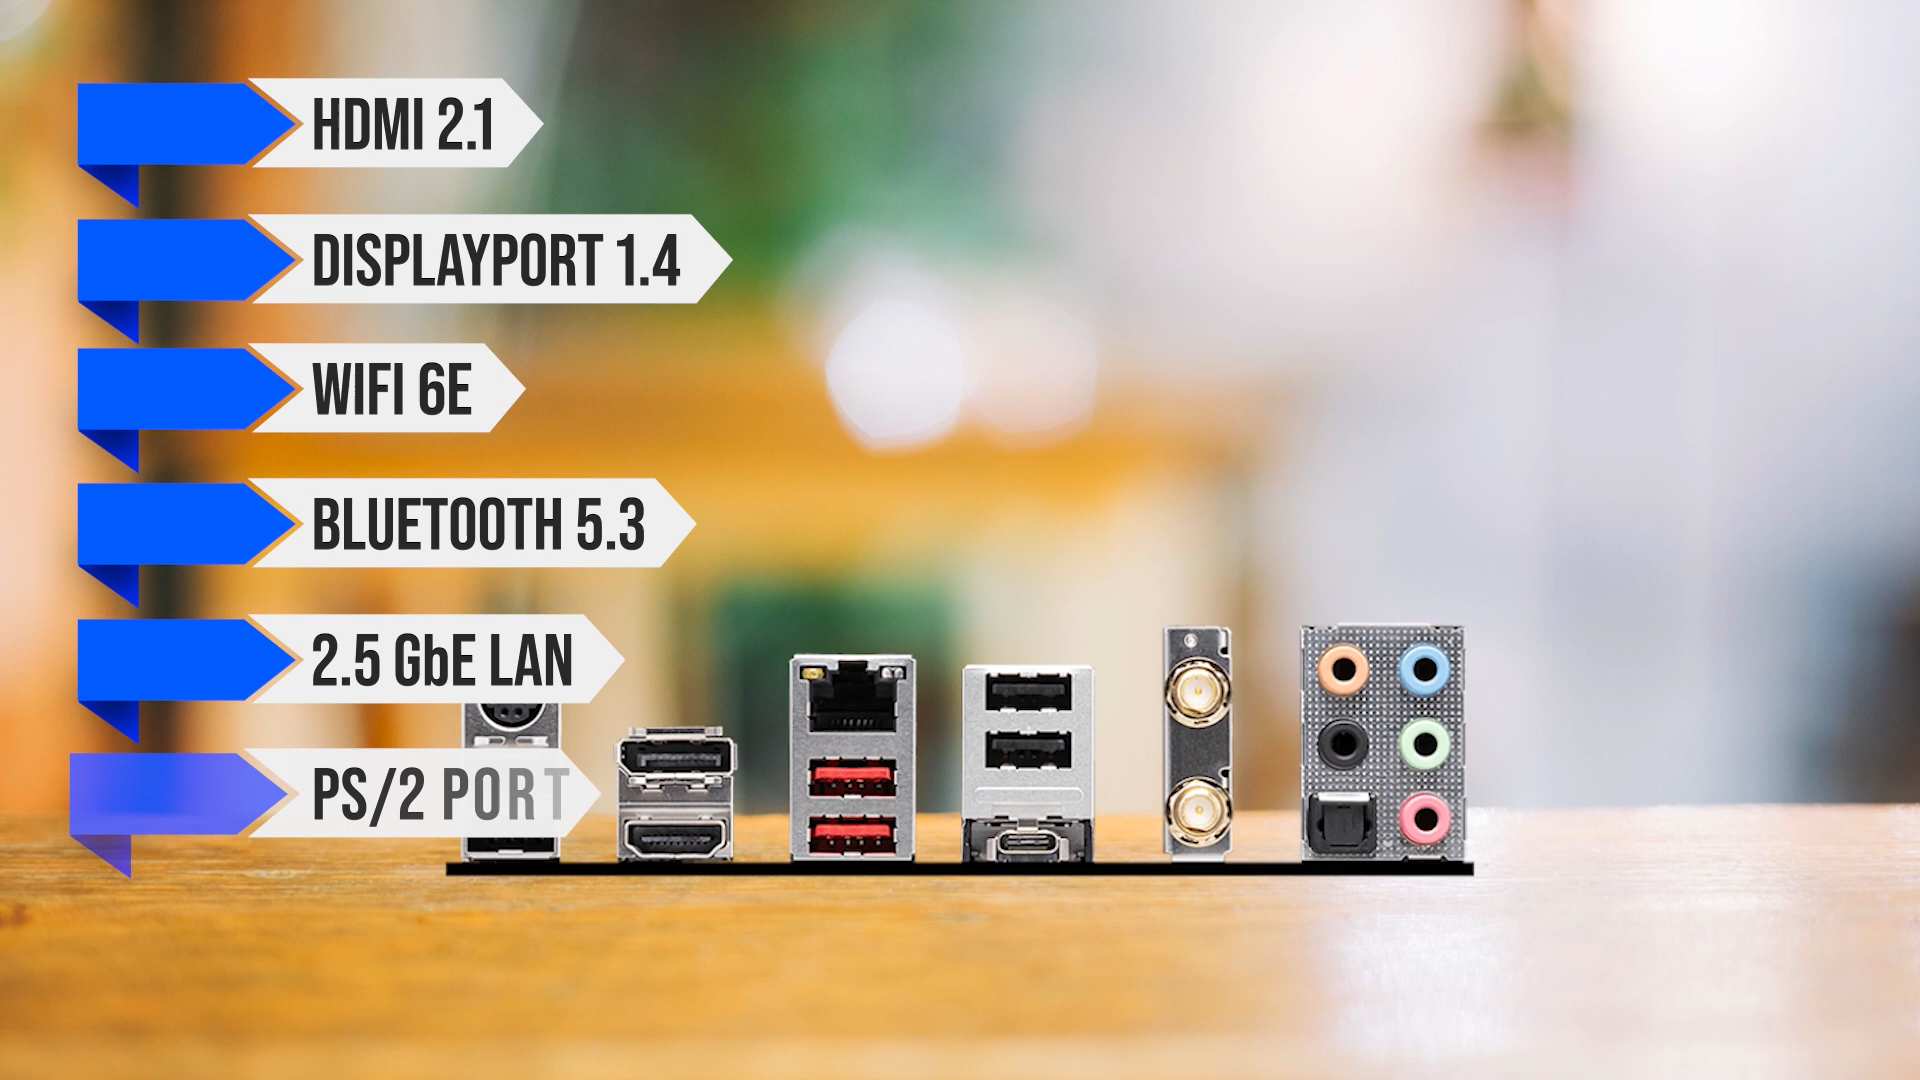 HDMI 2.1
DISPLAYPORT 1.4
WIFI 6E
BLUETOOTH 5.3
2.5 GbE LAN
PS/2 PORT